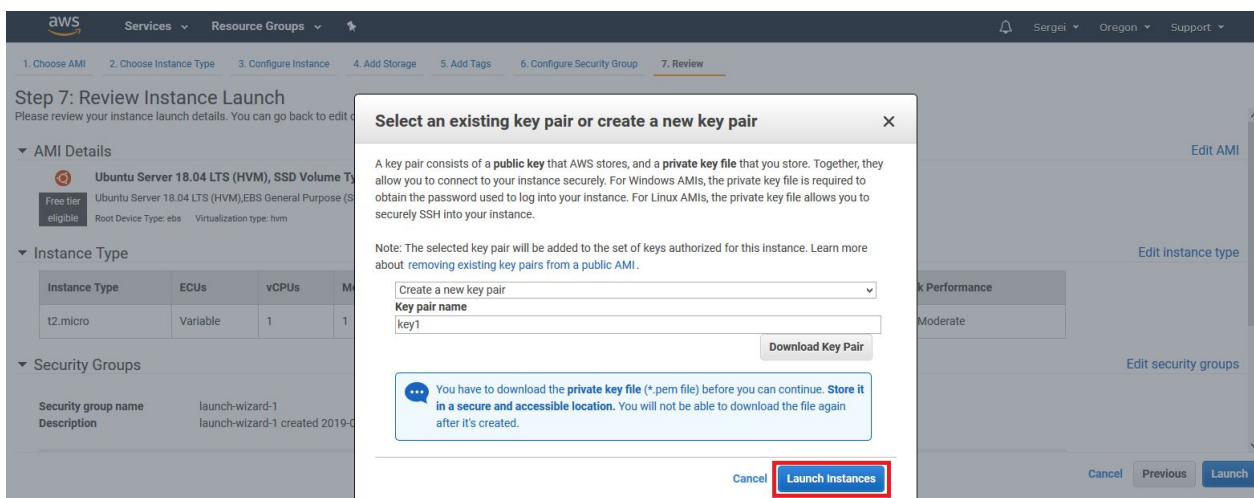 aws Services Resource Groups Sergei Oregon Support
1. Choose AMI 2. Choose Instance Type 3. Configure Instance 4. Add Storage 5. Add Tags 6. Configure Security Group 7. Review
Step 7: Review Instance Launch
Please review your instance launch details. You can go back to edit
AMI Details
Edit AMI
Ubuntu Server 18.04 LTS (HVM), SSD Volume
Free tier
eligible
Ubuntu Server 18.04 LTS (HVM),EBS General Purpose
Root Device Type: ebs Virtualization type: hvm
Instance Type
Edit instance type
Instance Type ECUs vCPUs
Performance
t2.micro Variable 1 1
Moderate
Security Groups
Edit security groups
Security group name launch-wizard-1
Description launch-wizard-1 created
Select an existing key pair or create a new key pair
A key pair consists of a public key that AWS stores, and a private key file that you store. Together, they
allow you to connect to your instance securely. For Windows AMIs, the private key file is required to
obtain the password used to log into your instance. For Linux AMIs, the private key file allows you to
securely SSH into your instance.
Note: The selected key pair will be added to the set of keys authorized for this instance. Learn more
about removing existing key pairs from a public AMI.
Create a new key pair
Key pair name
key1
Download Key Pair
You have to download the private key file (*.pem file) before you can continue. Store it
in a secure and accessible location. You will not be able to download the file again
after it's created.
Cancel Launch Instances
Cancel Previous Launch